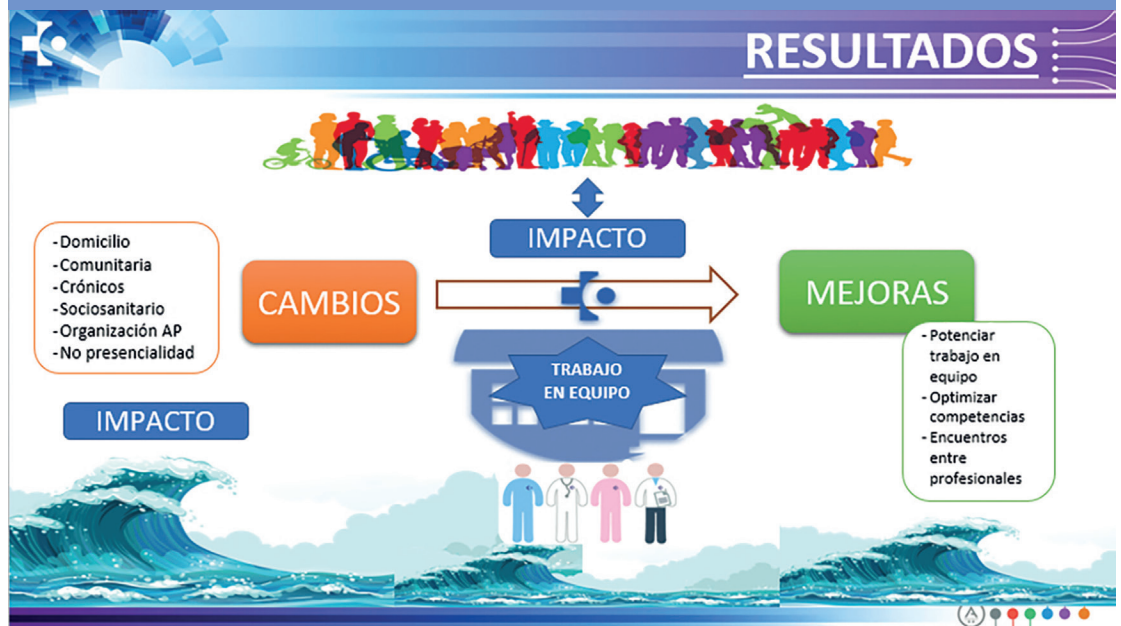 RESULTADOS
IMPACTO
-Domicilio
-Comunitaria
-Crónicos
-Sociosanitario
-Organización AP
-No presencialidad
CAMBIOS
MEJORAS
- Potenciar
trabajo en
equipo
- Optimizar
competencias
- Encuentros
entre
profesionales
TRABAJO
EN EQUIPO
IMPACTO